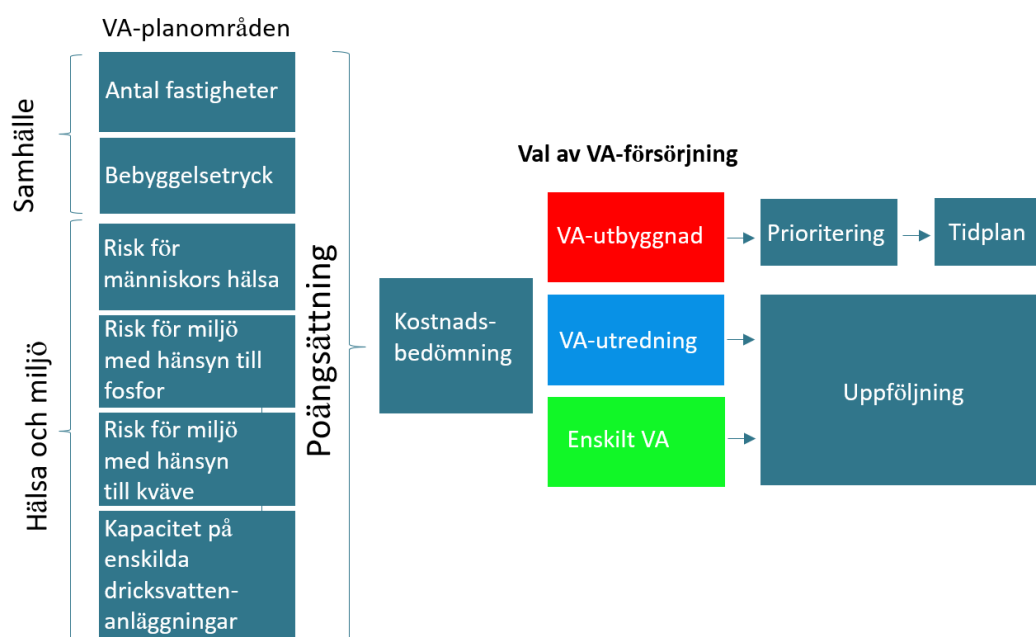 VA-planområden
Samhälle
Antal fastigheter
Bebyggelsetryck
Hälsa och miljö
Risk för
människors hälsa
Risk för miljö
med hänsyn till
fosfor
Risk för miljö
med hänsyn
till kväve
Kapacitet på
enskilda
dricksvatten-
anläggningar
Poängsättning
Kostnads-
bedömning
Val av VA-försörjning
VA-utbyggnad
Prioritering
Tidplan
VA-utredning
Enskilt VA
Uppföljning